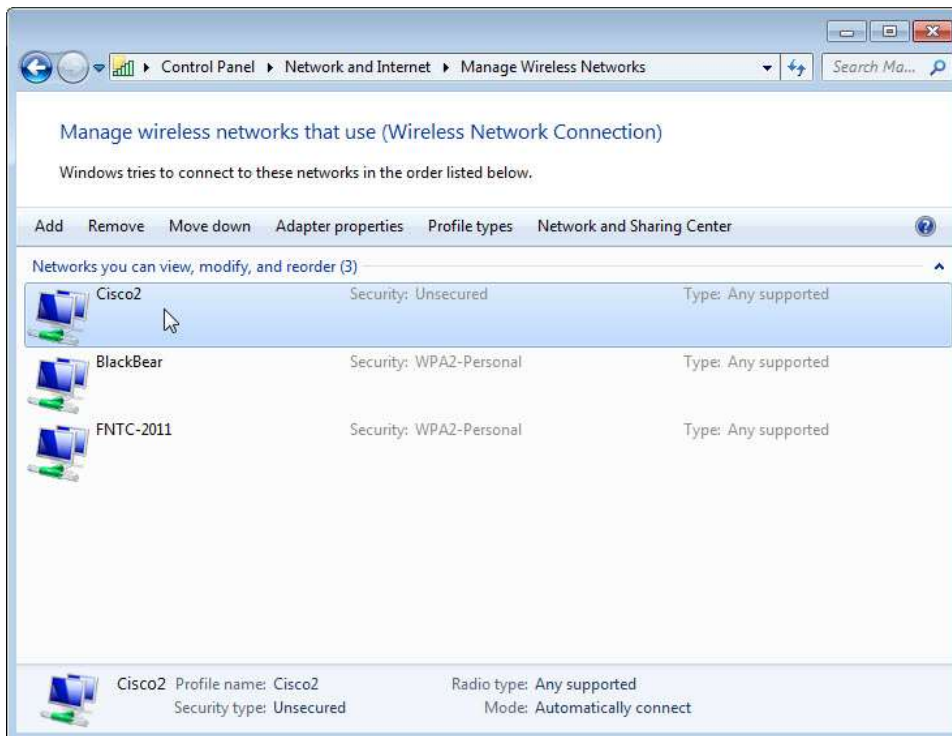 Control Panel Network and Internet Manage Wireless Networks Search Ma...
Manage wireless networks that use (Wireless Network Connection)
Windows tries to connect to these networks in the order listed below.
Add Remove Move down Adapter properties Profile types Network and Sharing Center
Networks you can view, modify, and reorder (3)
Cisco2 Security: Unsecured Type: Any supported
BlackBear Security: WPA2-Personal Type: Any supported
FNTC-2011 Security: WPA2-Personal Type: Any supported
Cisco2 Profile name: Cisco2 Radio type: Any supported
Security type: Unsecured Mode: Automatically connect